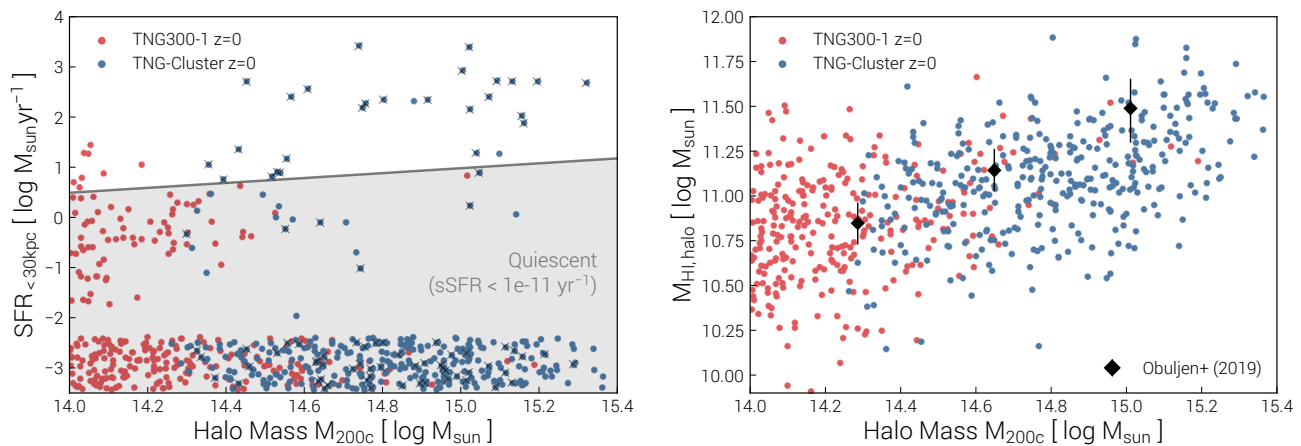 SFR < 30kpc [ log Msun yr−1 ]
4
3
2
1
0
−1
−2
−3
TNG300-1 z=0
TNG-Cluster z=0
Quiescent
(sSFR < 1e-11 yr−1)
14.0 14.2 14.4 14.6 14.8 15.0 15.2 15.4
Halo Mass M200c [ log Msun ]
MHI, halo [ log Msun ]
12.00
11.75
11.50
11.25
11.00
10.75
10.50
10.25
10.00
TNG300-1 z=0
TNG-Cluster z=0
Obuljen+ (2019)
14.0 14.2 14.4 14.6 14.8 15.0 15.2 15.4
Halo Mass M200c [ log Msun ]